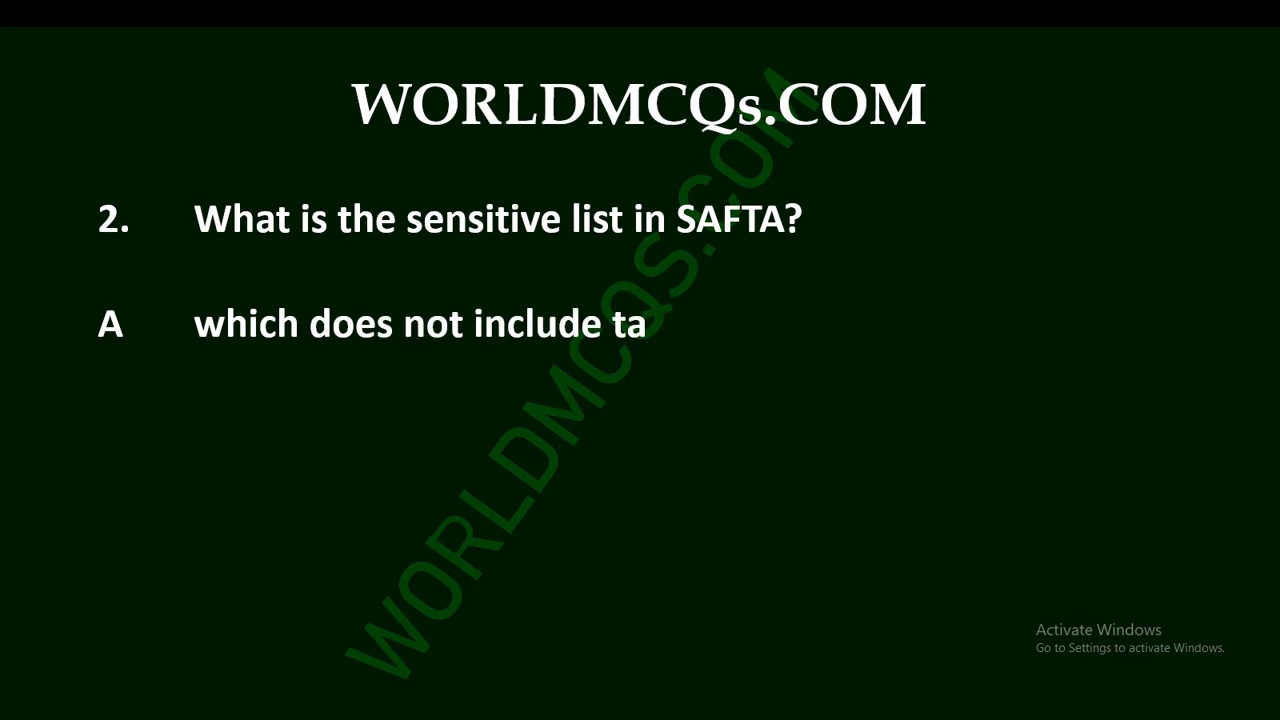 WORLDMCQs.COM
2. What is the sensitive list in SAFTA?
A which does not include ta
WORLDMCQS.COM
Activate Windows
Go to Settings to activate Windows.